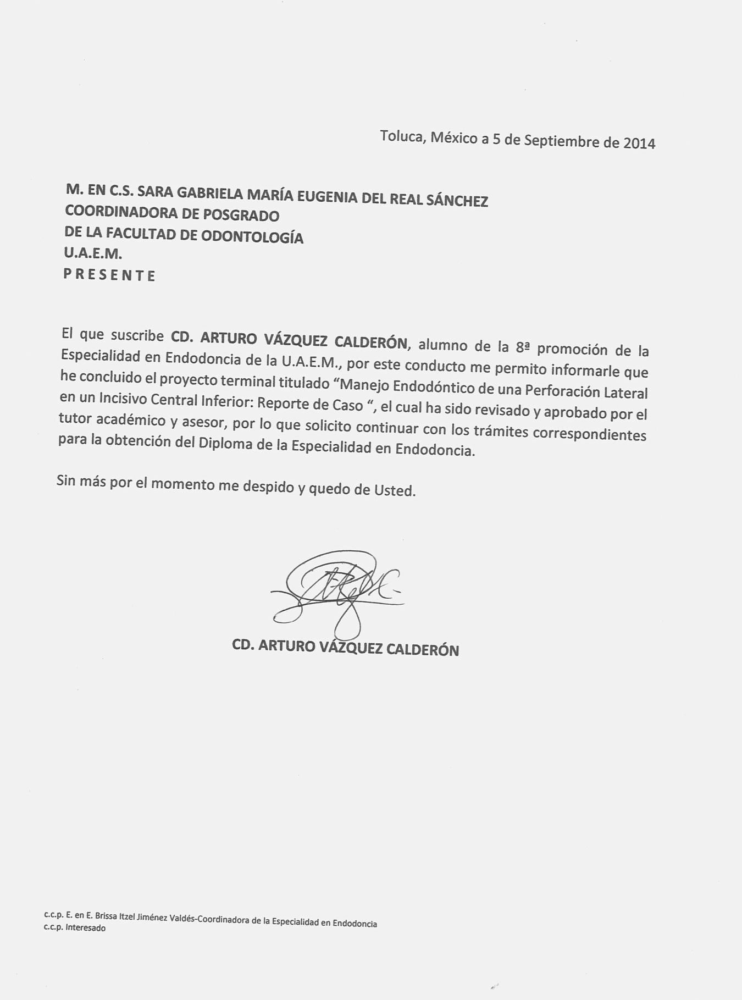 Toluca, México a 5 de Septiembre de 2014
M. EN C.S. SARA GABRIELA MARÍA EUGENIA DEL REAL SÁNCHEZ
COORDINADORA DE POSGRADO
DE LA FACULTAD DE ODONTOLOGÍA
U.A.E.M.
P R E S E N T E
El que suscribe CD. ARTURO VÁZQUEZ CALDERÓN, alumno de la 8ª promoción de la
Especialidad en Endodoncia de la U.A.E.M., por este conducto me permito informarle que
he concluido el proyecto terminal titulado “Manejo Endodóntico de una Perforación Lateral
en un Incisivo Central Inferior: Reporte de Caso “, el cual ha sido revisado y aprobado por el
tutor académico y asesor, por lo que solicito continuar con los trámites correspondientes
para la obtención del Diploma de la Especialidad en Endodoncia.
Sin más por el momento me despido y quedo de Usted.
CD. ARTURO VÁZQUEZ CALDERÓN
c.c.p. E. en E. Brissa Itzel Jiménez Valdés-Coordinadora de la Especialidad en Endodoncia
c.c.p. Interesado